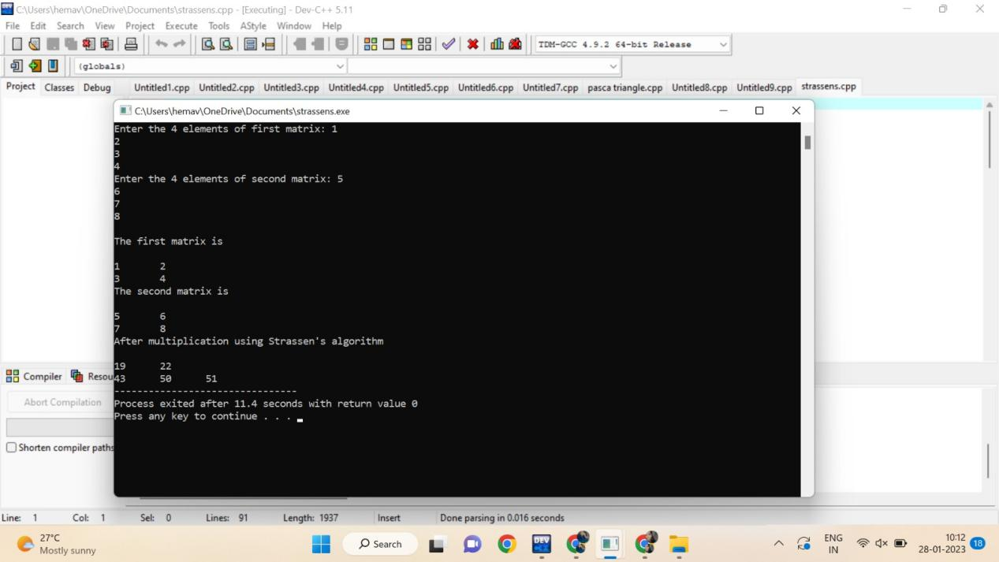 C:\Users\hemav\OneDrive\Documents\strassens.cpp - [Executing] - Dev-C++ 5.11
File Edit Search View Project Execute Tools AStyle Window Help
TDM-GCC 4.9.2 64-bit Release
(globals)
Project Classes Debug Untitled1.cpp Untitled2.cpp Untitled3.cpp Untitled4.cpp Untitled5.cpp Untitled6.cpp Untitled7.cpp pasca triangle.cpp Untitled8.cpp Untitled9.cpp strassens.cpp
C:\Users\hemav\OneDrive\Documents\strassens.exe
Enter the 4 elements of first matrix: 1
2
3
4
Enter the 4 elements of second matrix: 5
6
7
8
The first matrix is
1 2
3 4
The second matrix is
5 6
7 8
After multiplication using Strassen's algorithm
19 22
43 50 51
--------------------------------
Process exited after 11.4 seconds with return value 0
Press any key to continue . . .
Compiler Resou
Abort Compilation
Shorten compiler paths
Line: 1 Col: 1 Sel: 0 Lines: 91 Length: 1937 Insert Done parsing in 0.016 seconds
27°C
Mostly sunny
Search
DEV
ENG
IN
10:12
28-01-2023
18